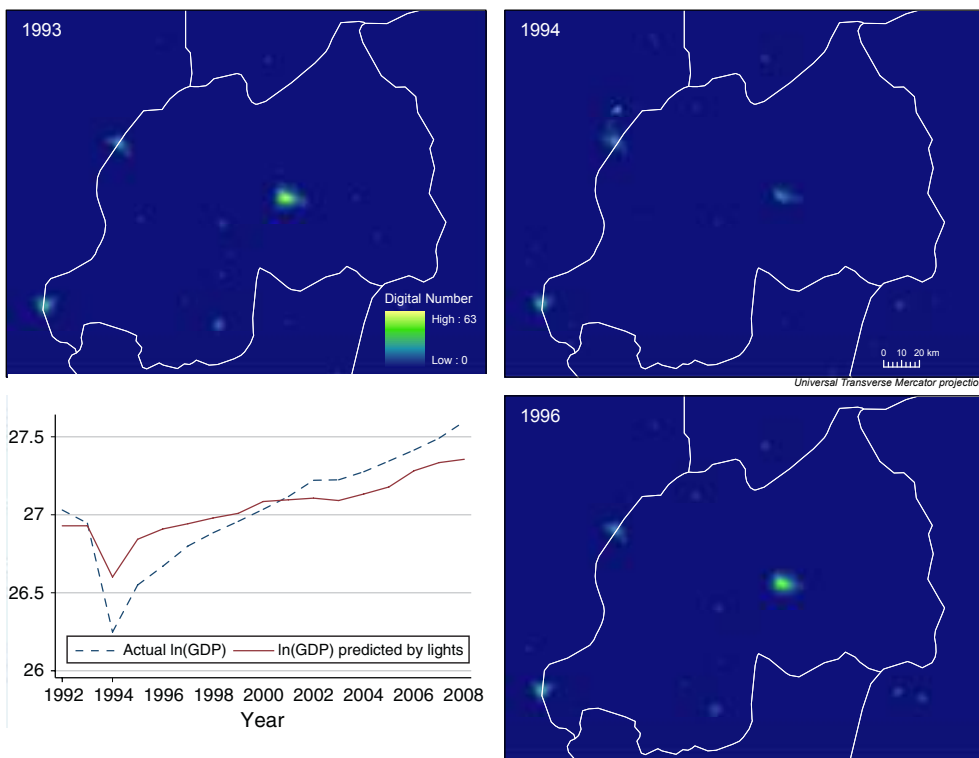 1993
Digital Number
High : 63
Low : 0
1994
0 10 20 km
Universal Transverse Mercator projectio
27.5
27
26.5
26
Actual ln(GDP) ln(GDP) predicted by lights
1992 1994 1996 1998 2000 2002 2004 2006 2008
Year
1996